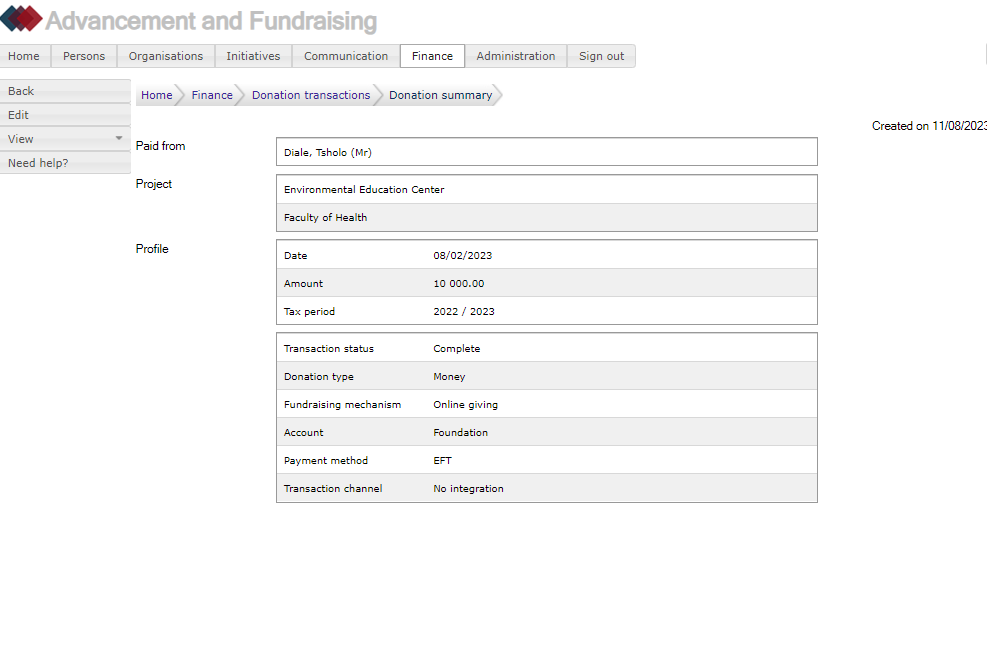 Advancement and Fundraising
Home Persons Organisations Initiatives Communication Finance Administration Sign out
Back
Edit
View
Need help?
Home Finance Donation transactions Donation summary
Created on 11/08/2023
Paid from
Diale, Tsholo (Mr)
Project
Environmental Education Center
Faculty of Health
Profile
Date 08/02/2023
Amount 10 000.00
Tax period 2022 / 2023
Transaction status Complete
Donation type Money
Fundraising mechanism Online giving
Account Foundation
Payment method EFT
Transaction channel No integration